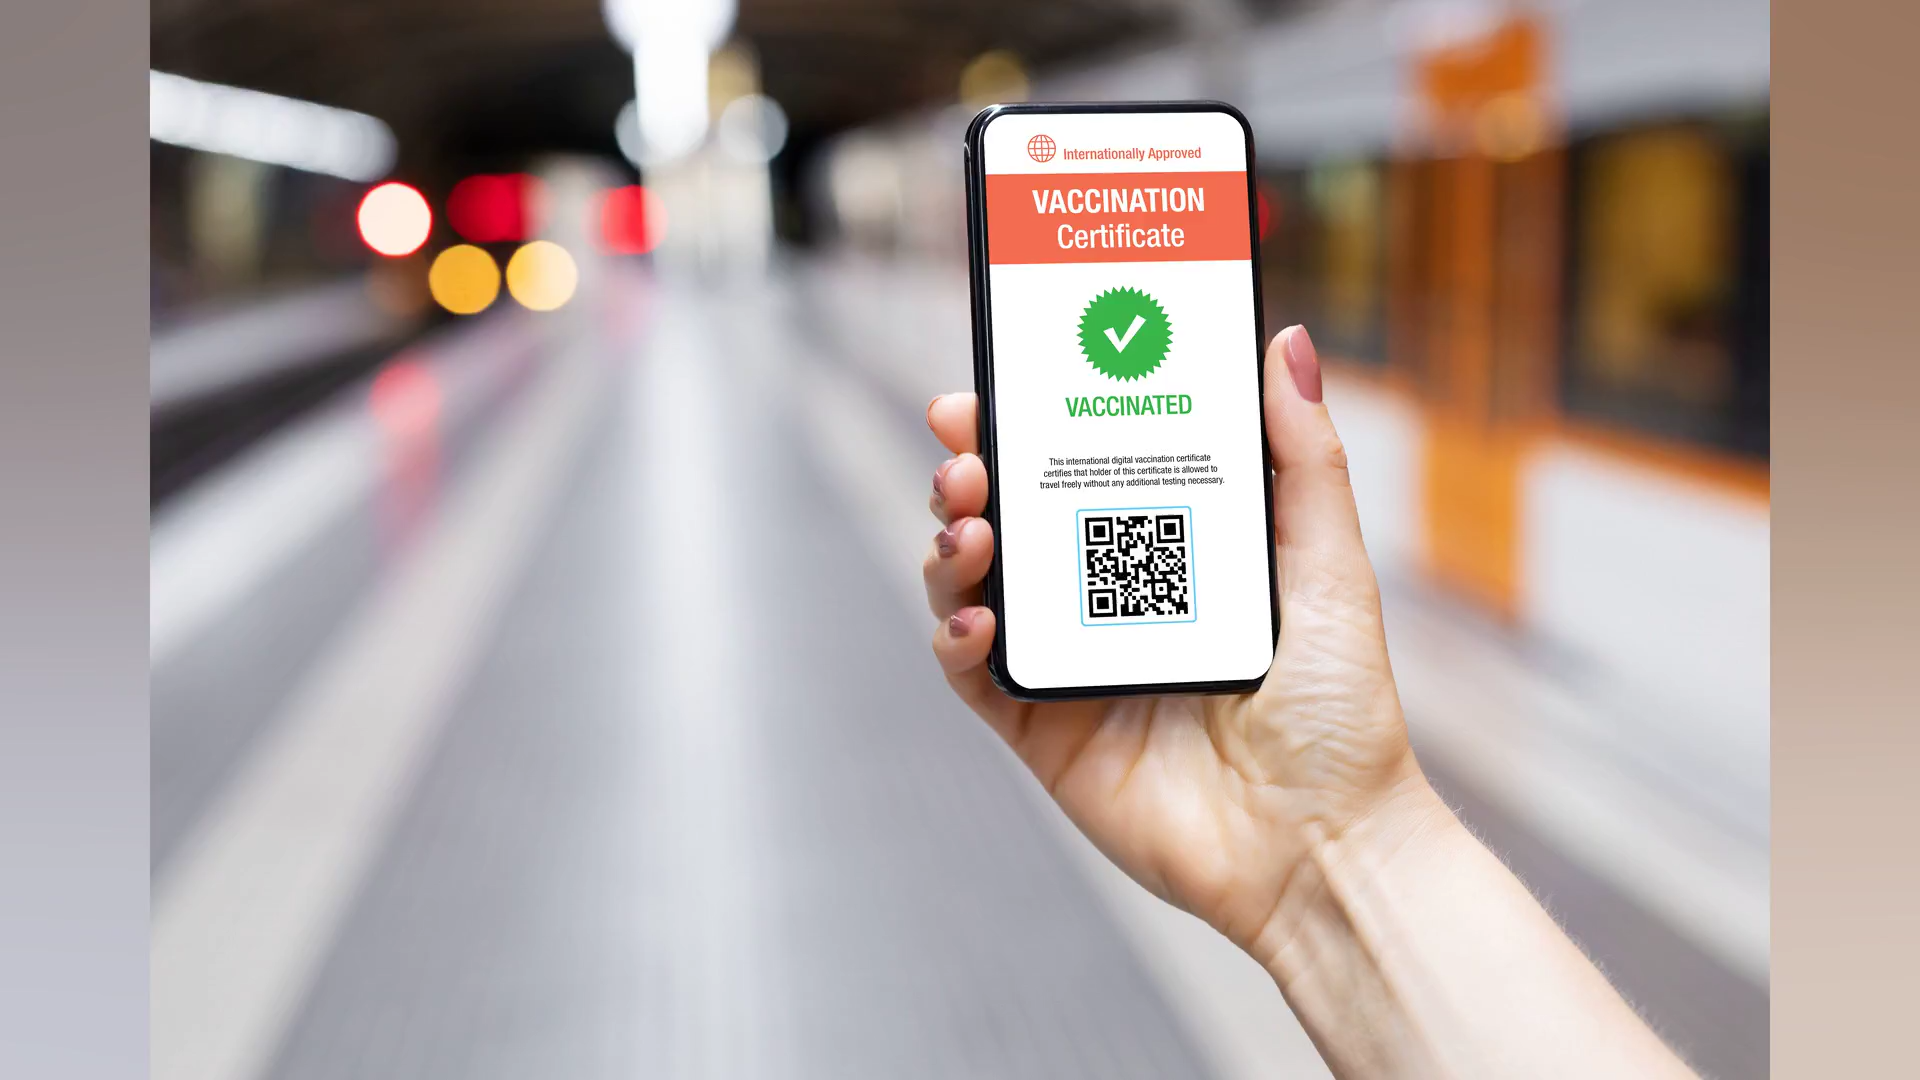 Internationally Approved
VACCINATION
Certificate
VACCINATED
This international digital vaccination certificate
certifies that holder of this certificate is allowed to
travel freely without any additional testing necessary.